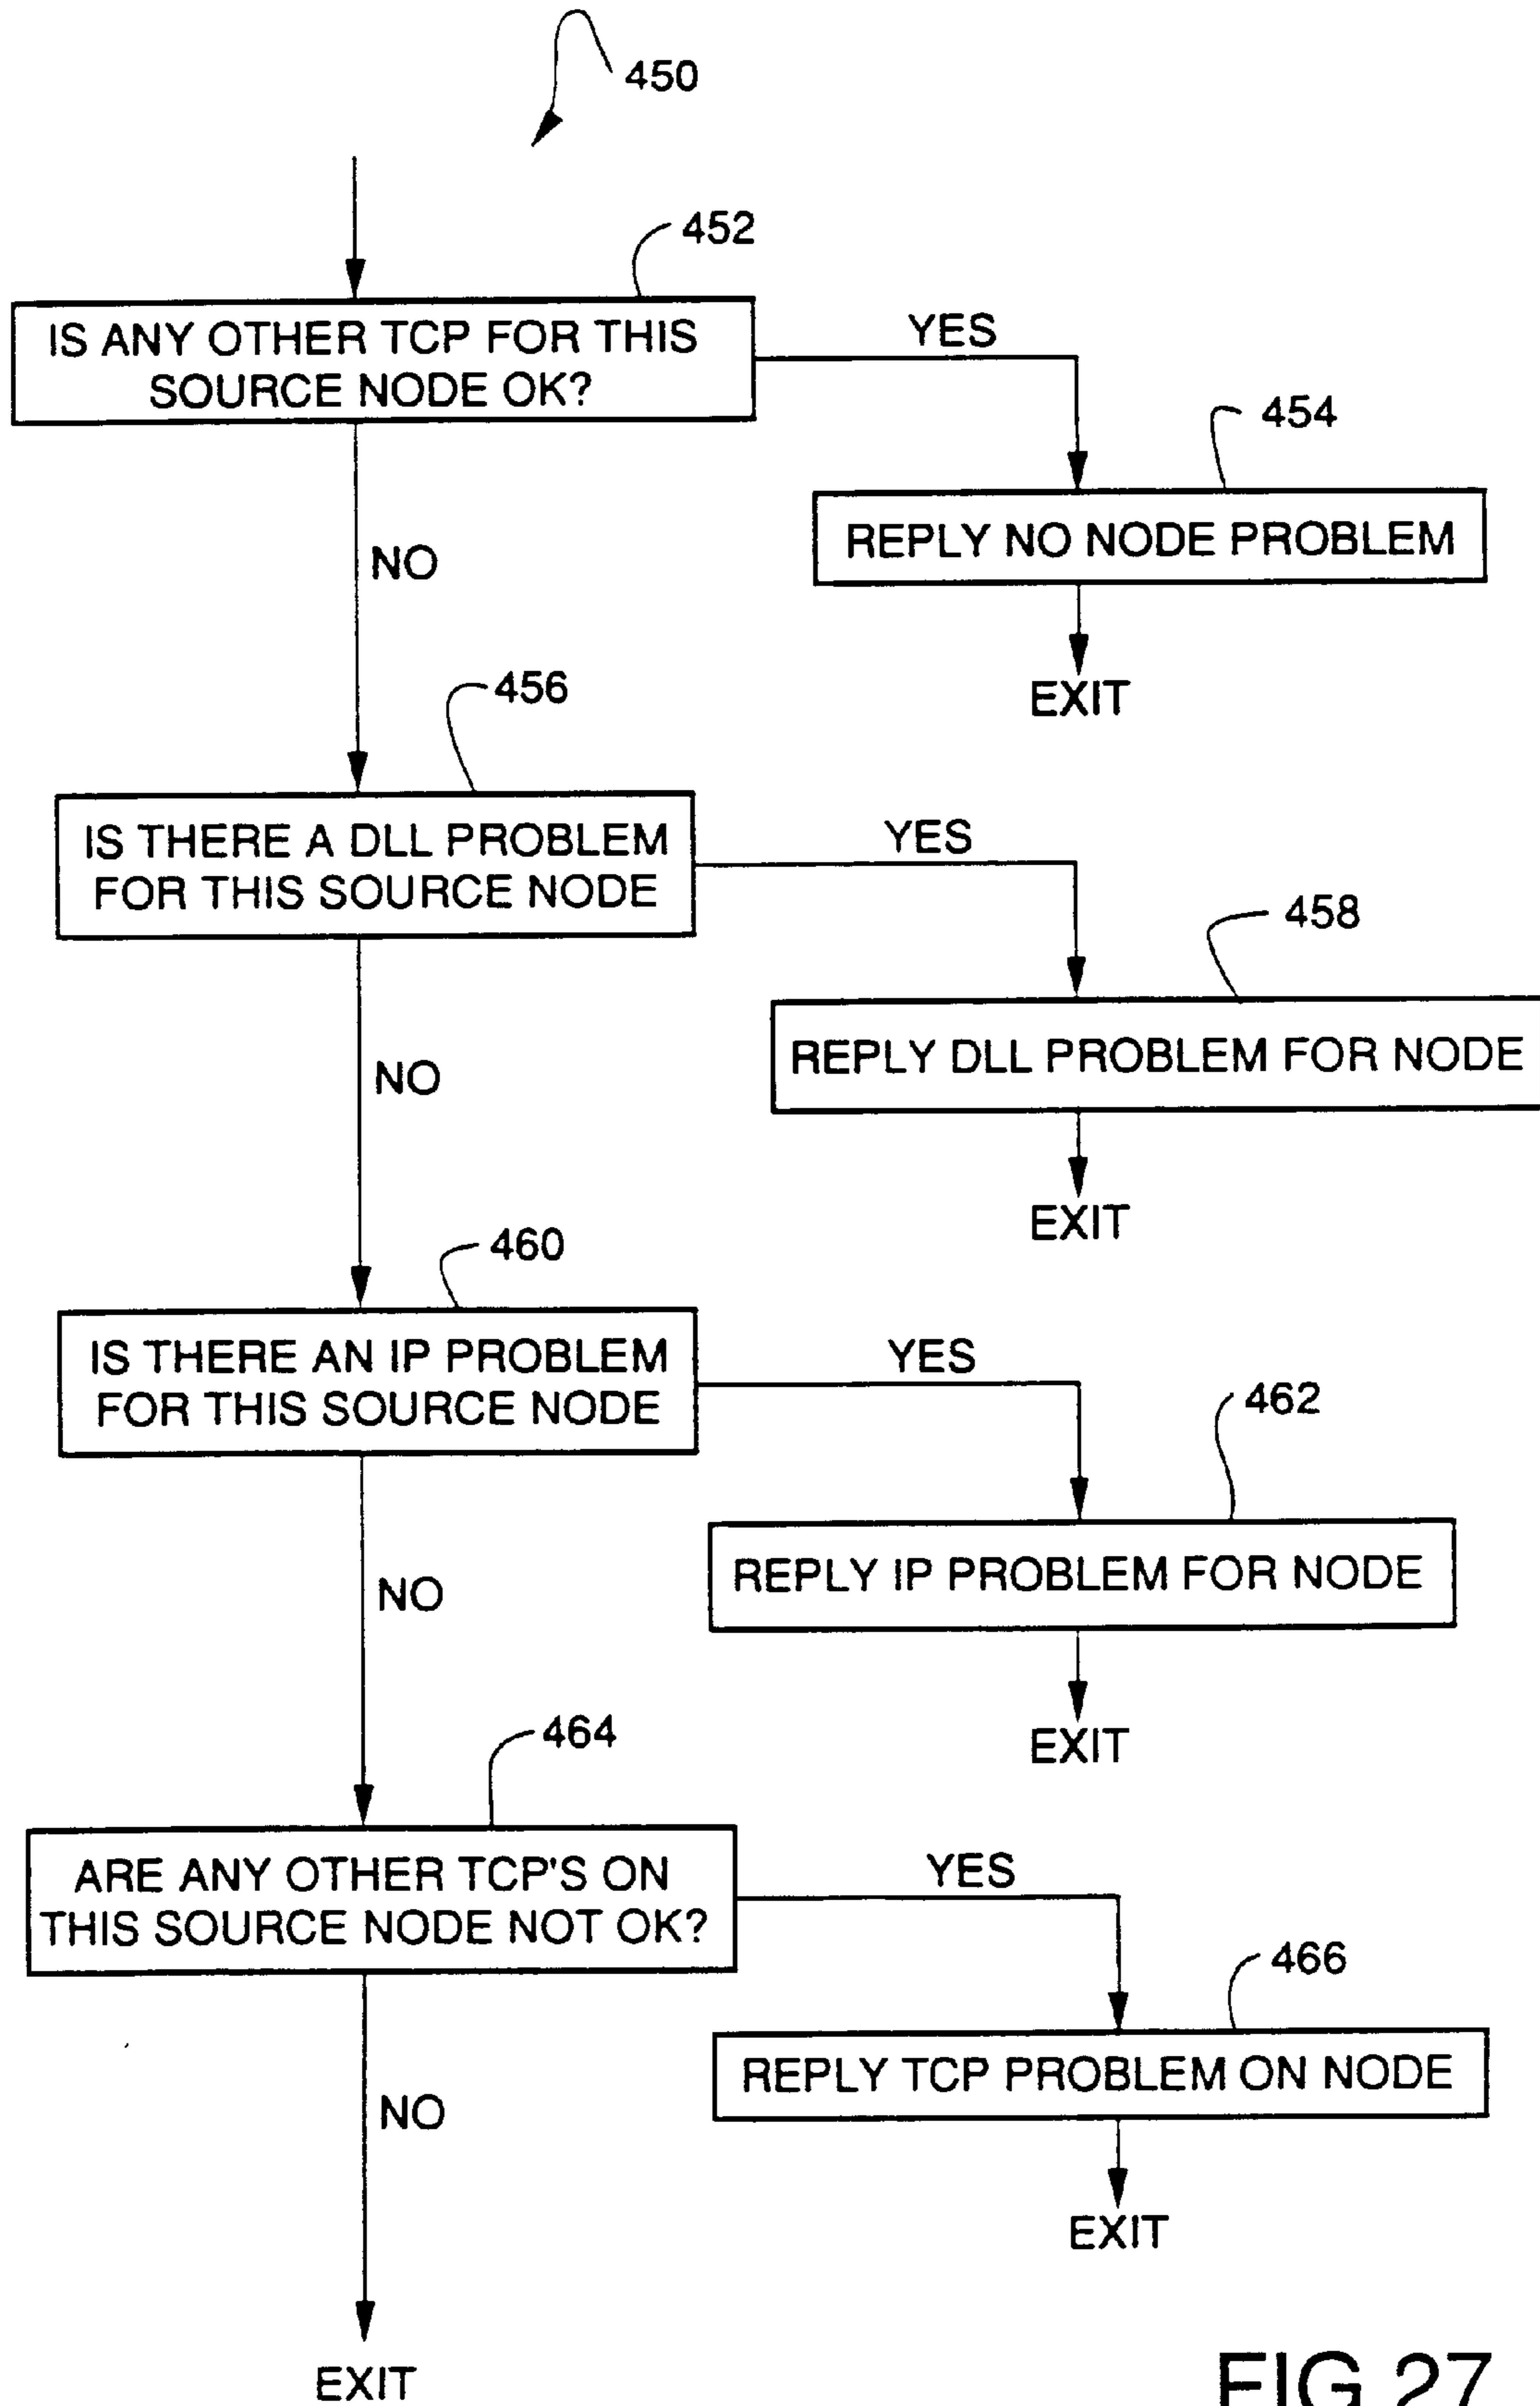 450
452
IS ANY OTHER TCP FOR THIS
SOURCE NODE OK?
YES
454
REPLY NO NODE PROBLEM
NO
EXIT
456
IS THERE A DLL PROBLEM
FOR THIS SOURCE NODE
YES
458
REPLY DLL PROBLEM FOR NODE
NO
EXIT
460
IS THERE AN IP PROBLEM
FOR THIS SOURCE NODE
YES
462
REPLY IP PROBLEM FOR NODE
NO
EXIT
464
ARE ANY OTHER TCP'S ON
THIS SOURCE NODE NOT OK?
YES
466
REPLY TCP PROBLEM ON NODE
NO
EXIT
EXIT
FIG 27